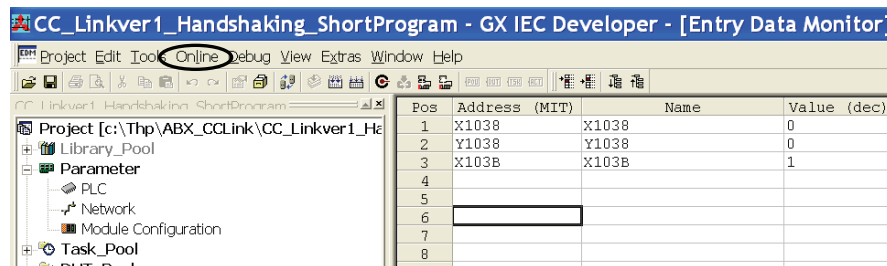 CC_Linkver1_Handshaking_ShortProgram - GX IEC Developer - [Entry Data Monitor]
Project Edit Tools Online Debug View Extras Window Help
CC_Linkver1_Handshaking_ShortProgram
Project [c:\Thp\ABX_CCLink\CC_Linkver1_Ha
Library_Pool
Parameter
PLC
Network
Module Configuration
Task_Pool
Pos Address (MIT) Name Value (dec)
1 X1038 X1038 0
2 Y1038 Y1038 0
3 X103B X103B 1
4
5
6
7
8